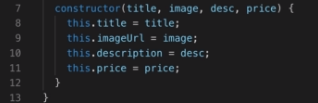 7 constructor(title, image, desc, price) {
8 this.title = title;
9 this.imageUrl = image;
10 this.description = desc;
11 this.price = price;
12 }
13 }